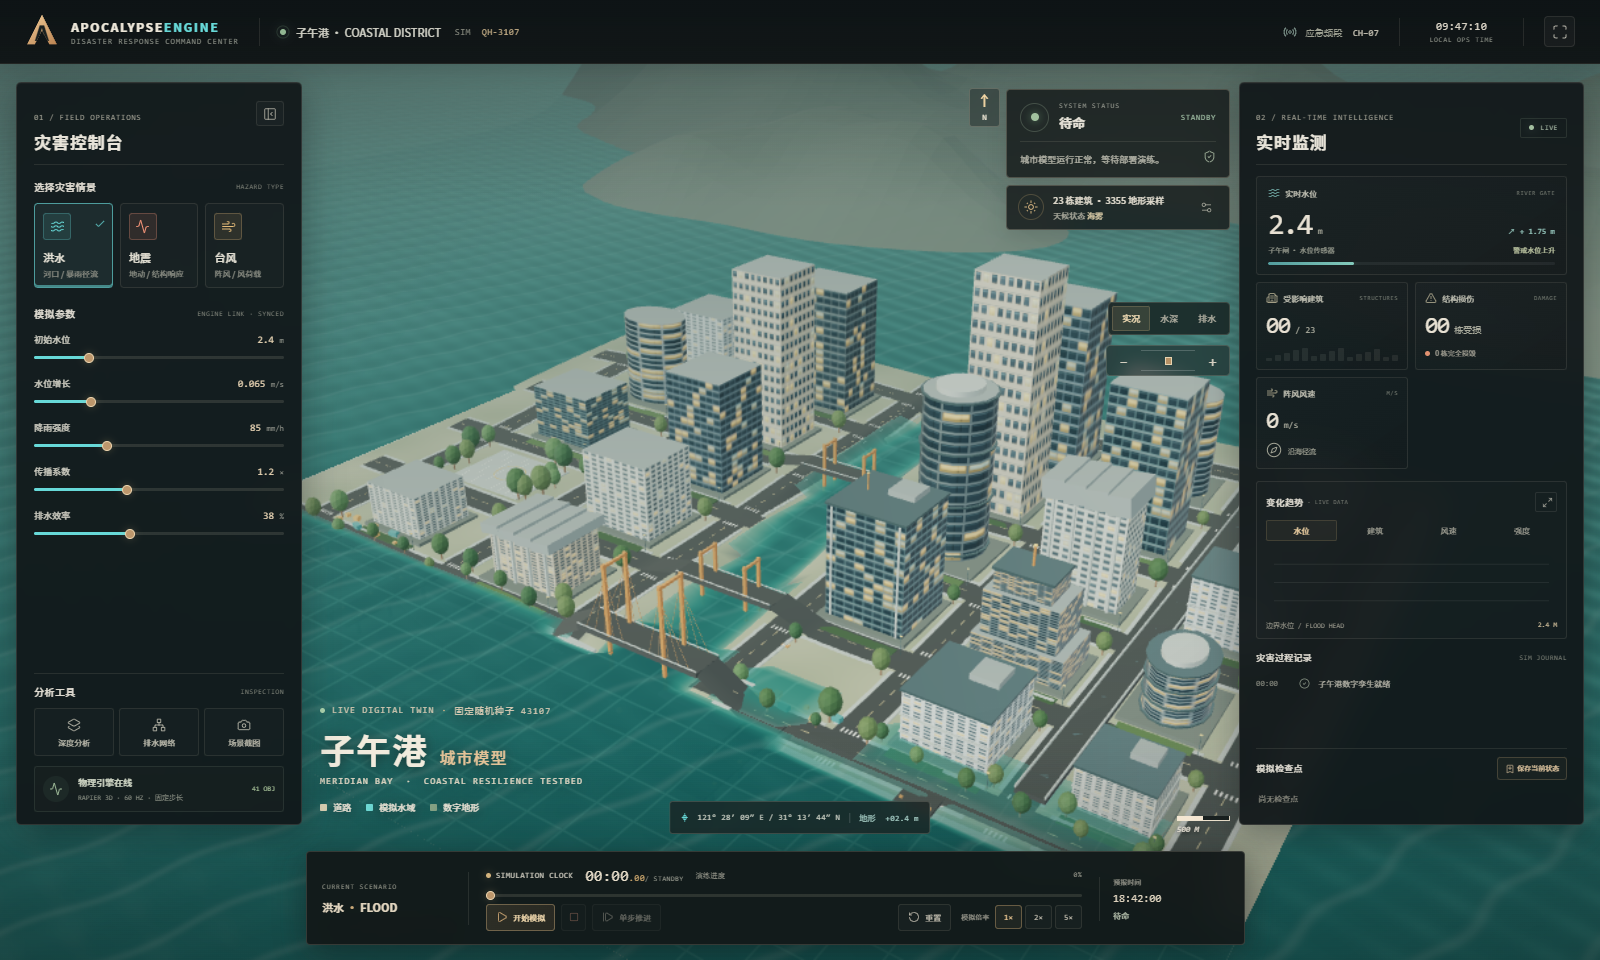 APOCALYPSEENGINE
DISASTER RESPONSE COMMAND CENTER
子午港 • COASTAL DISTRICT SIM QH-3107
应急频段 CH-07
09:47:10
LOCAL OPS TIME
01 / FIELD OPERATIONS
灾害控制台
选择灾害情景 HAZARD TYPE
洪水
河口 / 暴雨径流
地震
地动 / 结构响应
台风
阵风 / 风荷载
模拟参数 ENGINE LINK · SYNCED
初始水位 2.4 m
水位增长 0.065 m/s
降雨强度 85 mm/h
传播系数 1.2 ×
排水效率 38 %
分析工具 INSPECTION
深度分析
排水网络
场景截图
物理引擎在线
RAPIER 3D · 60 HZ · 固定步长
41 OBJ
N
SYSTEM STATUS
待命
STANDBY
城市模型运行正常，等待部署演练。
23 栋建筑 · 3355 地形采样
天候状态 海雾
实况 水深 排水
− +
LIVE DIGITAL TWIN · 固定随机种子 43107
子午港 城市模型
MERIDIAN BAY · COASTAL RESILIENCE TESTBED
道路 模拟水域 数字地形
121° 28′ 09″ E / 31° 13′ 44″ N 地形 +02.4 m
500 M
02 / REAL-TIME INTELLIGENCE
实时监测
LIVE
实时水位 RIVER GATE
2.4 m
↗ + 1.75 m
子午闸 · 水位传感器 警戒水位上升
受影响建筑 STRUCTURES
00 / 23
结构损伤 DAMAGE
00 栋受损
0 栋完全毁毁
阵风风速 M/S
0 m/s
沿海径流
变化趋势 · LIVE DATA
水位 建筑 风速 强度
边界水位 / FLOOD HEAD 2.4 M
灾害过程记录 SIM JOURNAL
00:00 子午港数字孪生就绪
模拟检查点 保存当前状态
尚无检查点
CURRENT SCENARIO
洪水 • FLOOD
SIMULATION CLOCK 00:00.00 / STANDBY 演练进度 0%
开始模拟 单步推进 重置 模拟倍率 1× 2× 5×
预报时间
18:42:00
待命